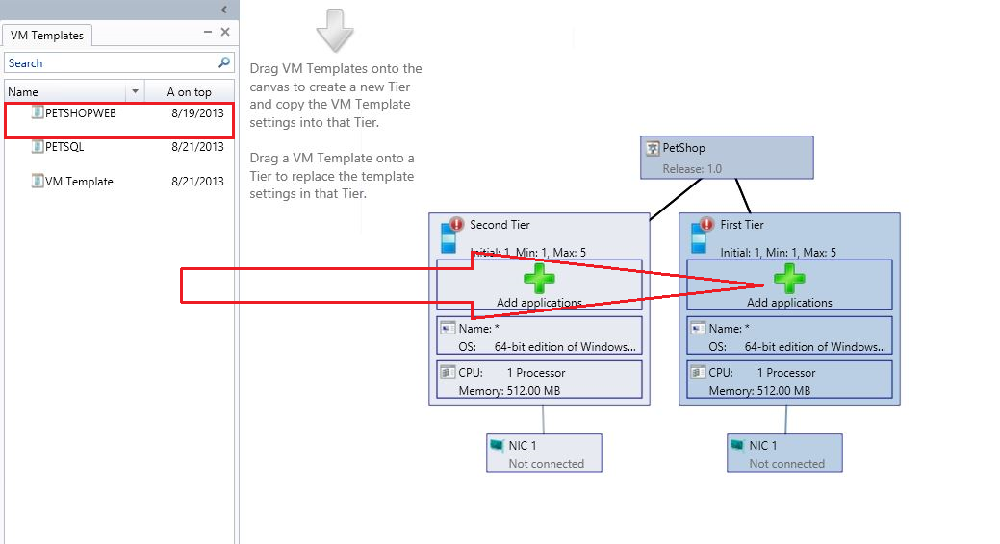 VM Templates
Search
Name A on top
PETSHOPWEB 8/19/2013
PETSQL 8/21/2013
VM Template 8/21/2013
Drag VM Templates onto the
canvas to create a new Tier
and copy the VM Template
settings into that Tier.
Drag a VM Template onto a
Tier to replace the template
settings in that Tier.
PetShop
Release: 1.0
Second Tier
Initial: 1, Min: 1, Max: 5
Add applications
Name: *
OS: 64-bit edition of Windows...
CPU: 1 Processor
Memory: 512.00 MB
NIC 1
Not connected
First Tier
Initial: 1, Min: 1, Max: 5
Add applications
Name: *
OS: 64-bit edition of Windows...
CPU: 1 Processor
Memory: 512.00 MB
NIC 1
Not connected